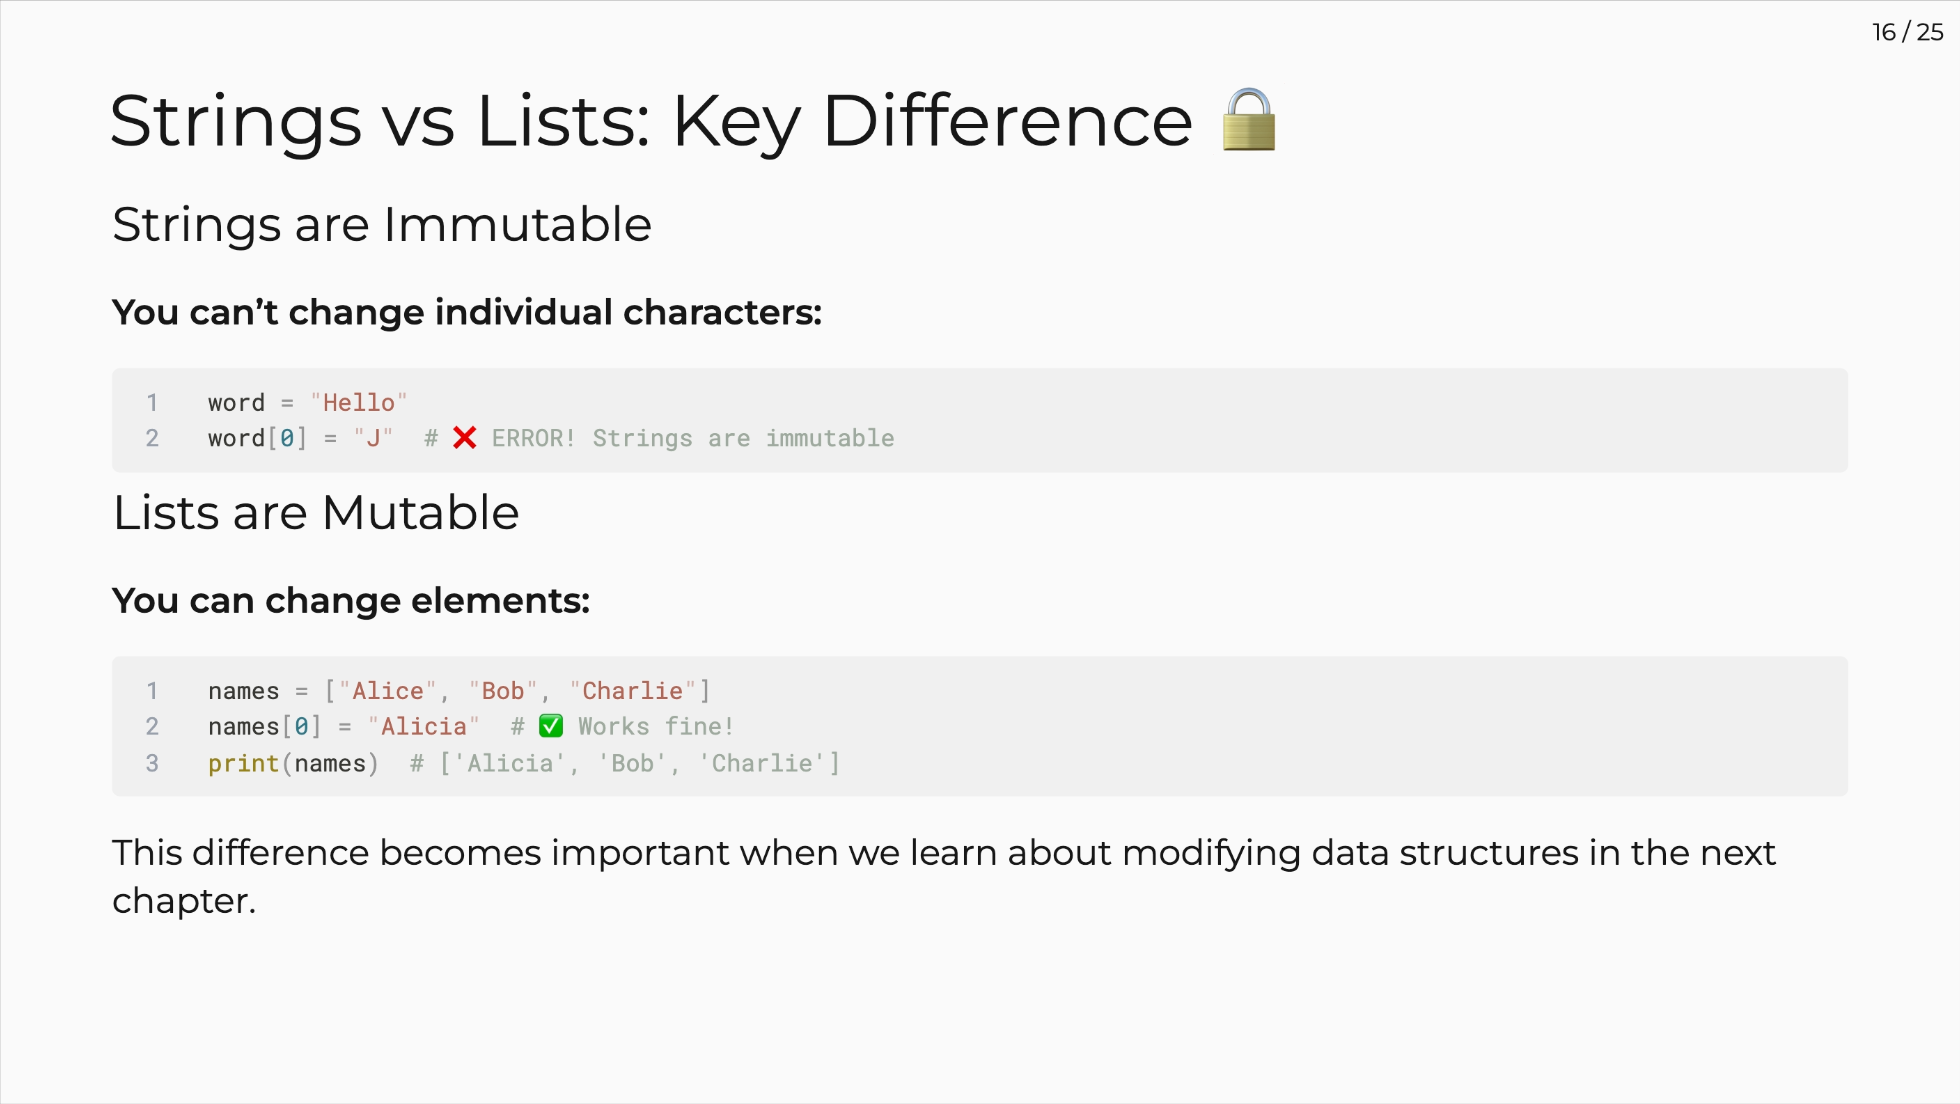 16 / 25
Strings vs Lists: Key Difference 🔒
Strings are Immutable
You can’t change individual characters:
1 word = "Hello"
2 word[0] = "J"  # ❌ ERROR! Strings are immutable
Lists are Mutable
You can change elements:
1 names = ["Alice", "Bob", "Charlie"]
2 names[0] = "Alicia"  # ✅ Works fine!
3 print(names)  # ['Alicia', 'Bob', 'Charlie']
This difference becomes important when we learn about modifying data structures in the next
chapter.